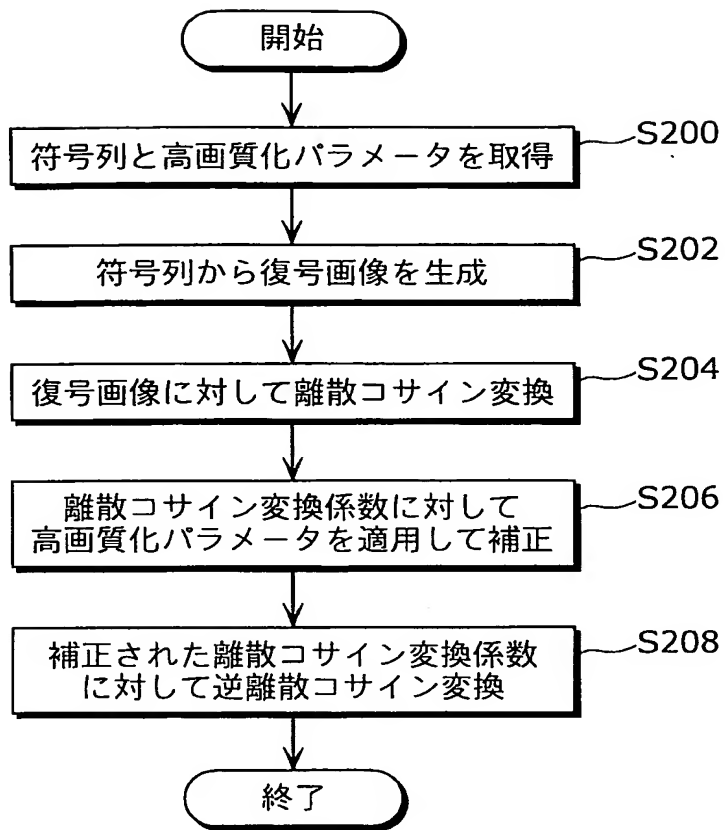 開始
符号列と高画質化パラメータを取得
S200
符号列から復号画像を生成
S202
復号画像に対して離散コサイン変換
S204
離散コサイン変換係数に対して
高画質化パラメータを適用して補正
S206
補正された離散コサイン変換係数
に対して逆離散コサイン変換
S208
終了